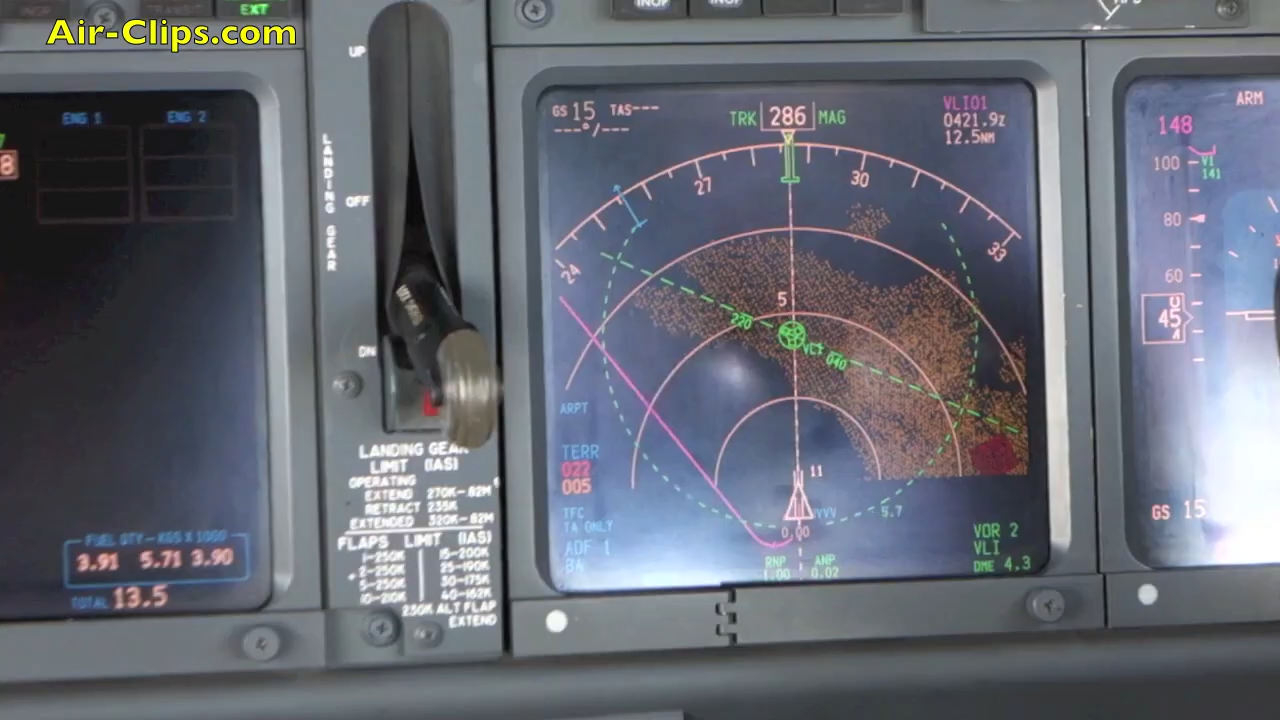 Air-Clips.com
EXT
INOP
INOP
TRANSIT
UP
LANDING GEAR
OFF
DN
ENG 1
ENG 2
8
FUEL QTY - KGS X 1000
3.91 5.71 3.90
TOTAL 13.5
LANDING GEAR
LIMIT (IAS)
OPERATING
EXTEND 270K-.82M
RETRACT 235K
EXTENDED 320K-.82M
FLAPS LIMIT (IAS)
1-250K 15-200K
2-250K 25-190K
5-250K 30-175K
10-210K 40-162K
230K ALT FLAP
EXTEND
GS 15 TAS---
---°/---
TRK 286 MAG
VLI01
0421.9z
12.5NM
24
27
30
33
5
220
VLI 040
11
ARPT
TERR
022
005
TFC
TA ONLY
ADF 1
5.7
0.00
RNP
1.00
ANP
0.02
VOR 2
VLI
DME 4.3
ARM
148
V1
141
100
80
60
45
GS 15